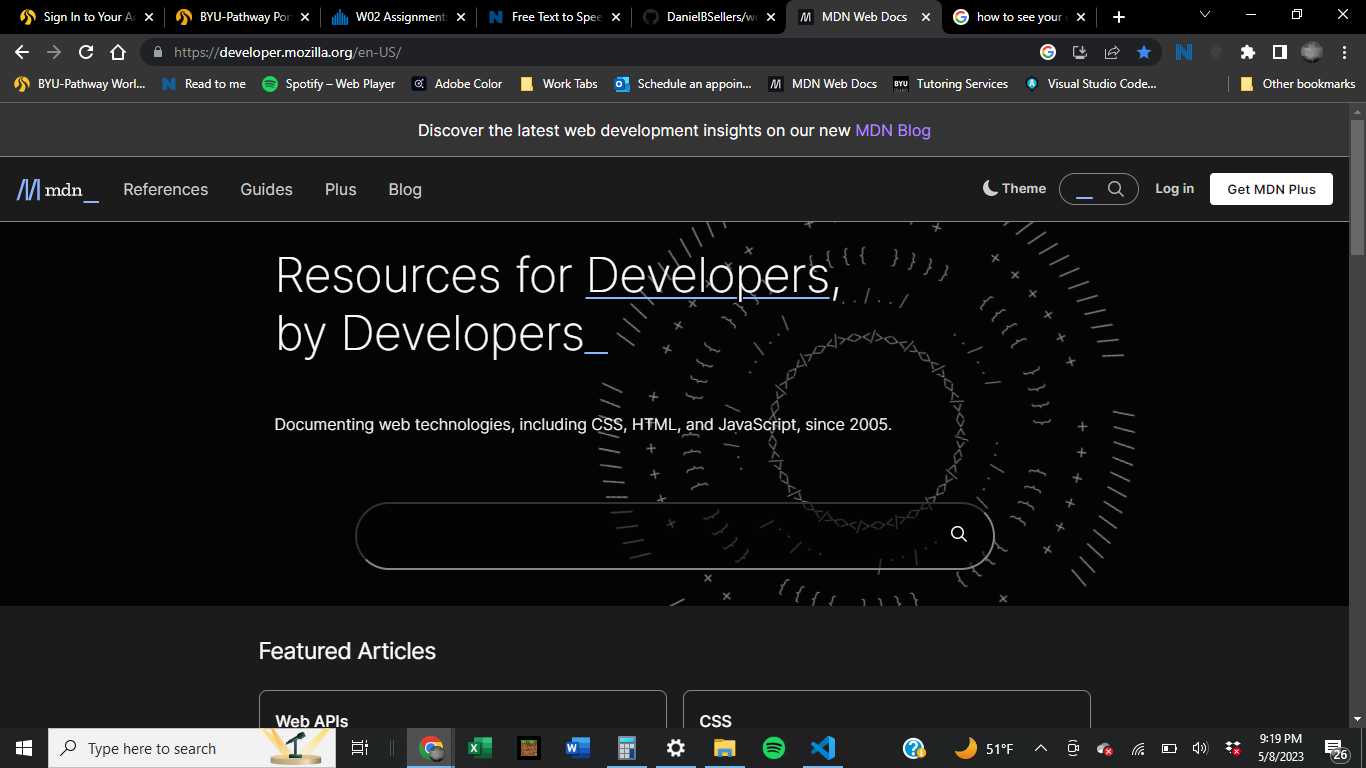 Sign In to Your Ac
BYU-Pathway Por
W02 Assignment:
Free Text to Spee
DanielBSellers/w
MDN Web Docs
how to see your
https://developer.mozilla.org/en-US/
BYU-Pathway Worl...
Read to me
Spotify – Web Player
Adobe Color
Work Tabs
Schedule an appoin...
MDN Web Docs
Tutoring Services
Visual Studio Code...
Other bookmarks
Discover the latest web development insights on our new MDN Blog
mdn_
References
Guides
Plus
Blog
Theme
Log in
Get MDN Plus
Resources for Developers,
by Developers_
Documenting web technologies, including CSS, HTML, and JavaScript, since 2005.
Featured Articles
Web APIs
CSS
Type here to search
51°F
9:19 PM
5/8/2023
26